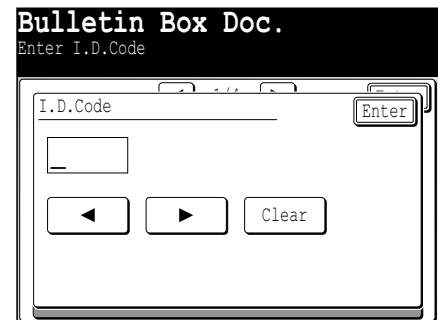 Bulletin Box Doc.
Enter I.D.Code
I.D.Code
Enter
_
◄ ► Clear